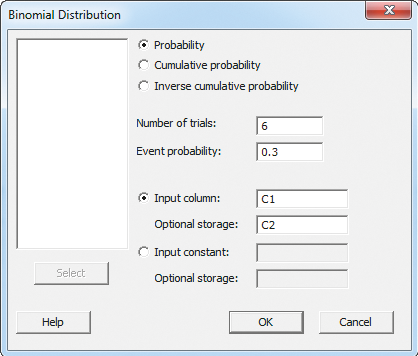 Binomial Distribution
Probability
Cumulative probability
Inverse cumulative probability
Number of trials: 6
Event probability: 0.3
Input column: C1
Optional storage: C2
Input constant:
Optional storage:
Select
Help OK Cancel